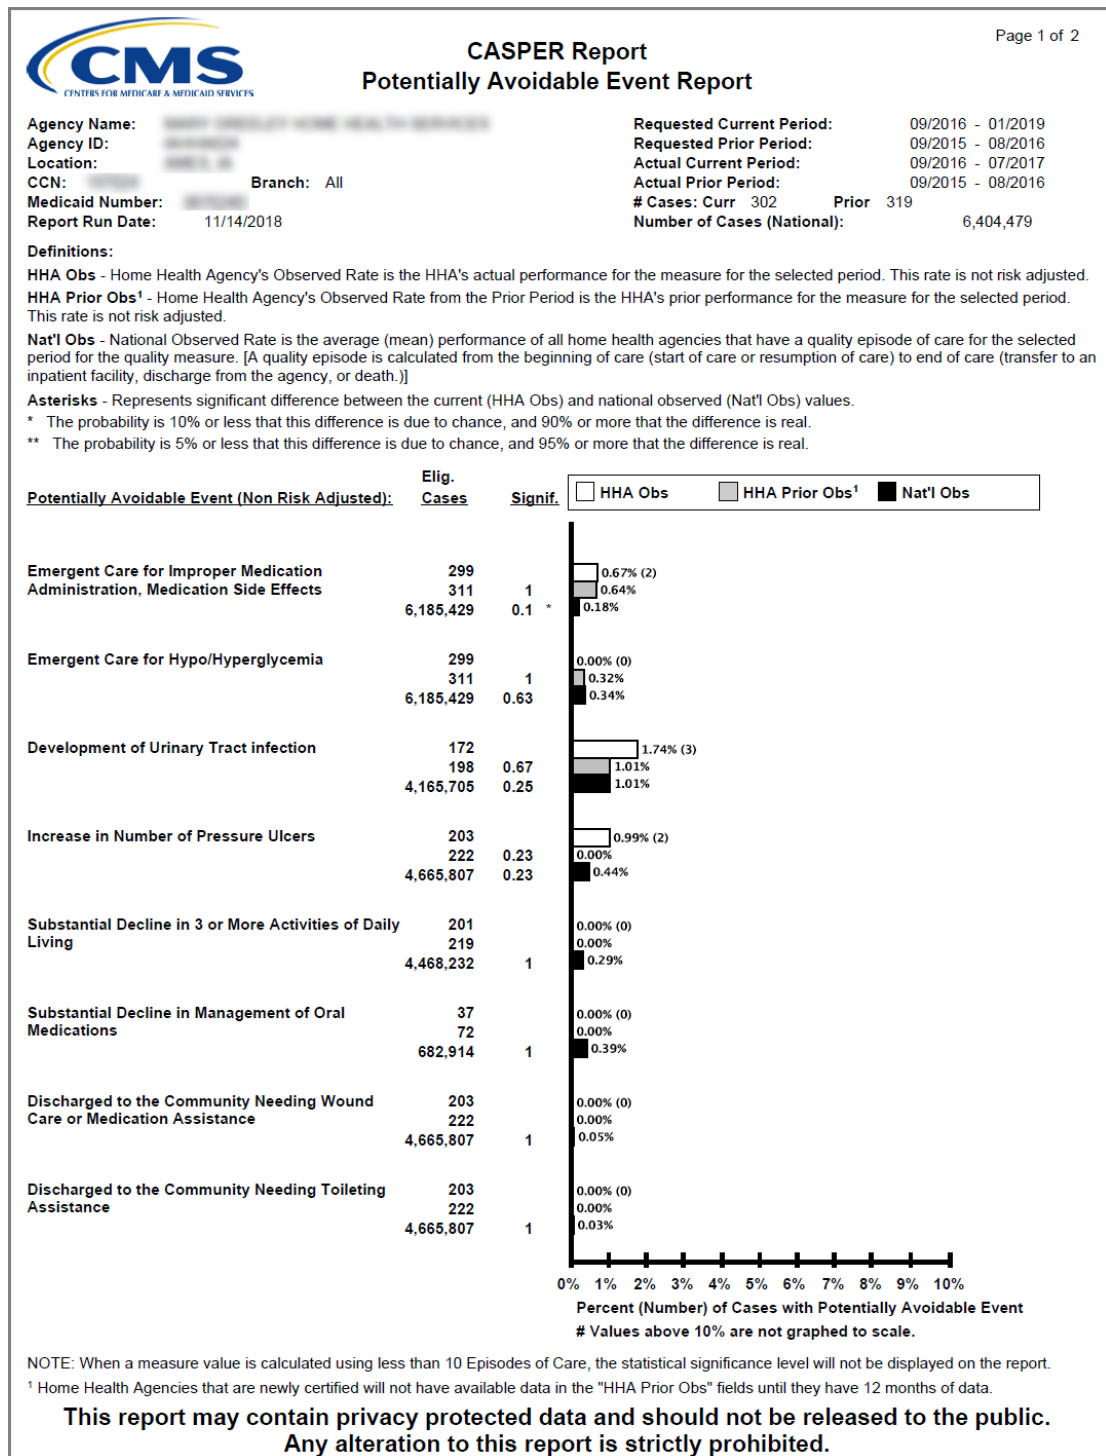 CMS
CENTERS FOR MEDICARE & MEDICAID SERVICES
CASPER Report
Potentially Avoidable Event Report
Page 1 of 2
Agency Name:
Agency ID:
Location:
CCN: Branch: All
Medicaid Number:
Report Run Date: 11/14/2018
Requested Current Period: 09/2016 - 01/2019
Requested Prior Period: 09/2015 - 08/2016
Actual Current Period: 09/2016 - 07/2017
Actual Prior Period: 09/2015 - 08/2016
# Cases: Curr 302 Prior 319
Number of Cases (National): 6,404,479
Definitions:
HHA Obs - Home Health Agency's Observed Rate is the HHA's actual performance for the measure for the selected period. This rate is not risk adjusted.
HHA Prior Obs¹ - Home Health Agency's Observed Rate from the Prior Period is the HHA's prior performance for the measure for the selected period.
This rate is not risk adjusted.
Nat'l Obs - National Observed Rate is the average (mean) performance of all home health agencies that have a quality episode of care for the selected
period for the quality measure. [A quality episode is calculated from the beginning of care (start of care or resumption of care) to end of care (transfer to an
inpatient facility, discharge from the agency, or death.)]
Asterisks - Represents significant difference between the current (HHA Obs) and national observed (Nat'l Obs) values.
* The probability is 10% or less that this difference is due to chance, and 90% or more that the difference is real.
** The probability is 5% or less that this difference is due to chance, and 95% or more that the difference is real.
Potentially Avoidable Event (Non Risk Adjusted): Elig. Cases Signif. HHA Obs HHA Prior Obs¹ Nat'l Obs
Emergent Care for Improper Medication 299 0.67% (2)
Administration, Medication Side Effects 311 1 0.64%
6,185,429 0.1 * 0.18%
Emergent Care for Hypo/Hyperglycemia 299 0.00% (0)
311 1 0.32%
6,185,429 0.63 0.34%
Development of Urinary Tract infection 172 1.74% (3)
198 0.67 1.01%
4,165,705 0.25 1.01%
Increase in Number of Pressure Ulcers 203 0.99% (2)
222 0.23 0.00%
4,665,807 0.23 0.44%
Substantial Decline in 3 or More Activities of Daily 201 0.00% (0)
Living 219 0.00%
4,468,232 1 0.29%
Substantial Decline in Management of Oral 37 0.00% (0)
Medications 72 0.00%
682,914 1 0.39%
Discharged to the Community Needing Wound 203 0.00% (0)
Care or Medication Assistance 222 0.00%
4,665,807 1 0.05%
Discharged to the Community Needing Toileting 203 0.00% (0)
Assistance 222 0.00%
4,665,807 1 0.03%
0% 1% 2% 3% 4% 5% 6% 7% 8% 9% 10%
Percent (Number) of Cases with Potentially Avoidable Event
# Values above 10% are not graphed to scale.
NOTE: When a measure value is calculated using less than 10 Episodes of Care, the statistical significance level will not be displayed on the report.
¹ Home Health Agencies that are newly certified will not have available data in the "HHA Prior Obs" fields until they have 12 months of data.
This report may contain privacy protected data and should not be released to the public.
Any alteration to this report is strictly prohibited.